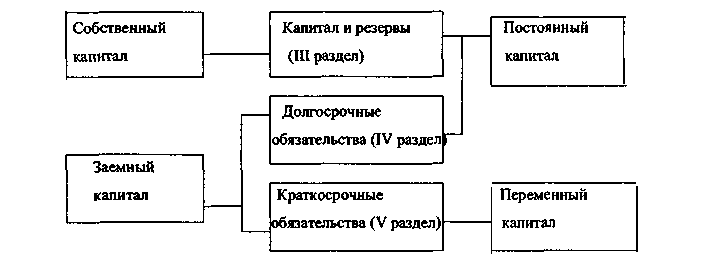 Собственный
капитал
Капитал и резервы
(III раздел)
Постоянный
капитал
Долгосрочные
обязательства (IV раздел)
Заемный
капитал
Краткосрочные
обязательства (V раздел)
Переменный
капитал